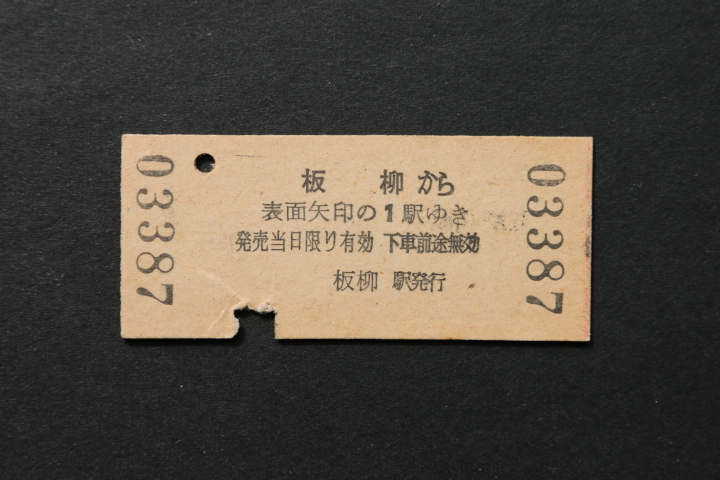 03387
板柳から
表面矢印の1駅ゆき
発売当日限り有効 下車前途無効
板柳 駅発行
03387